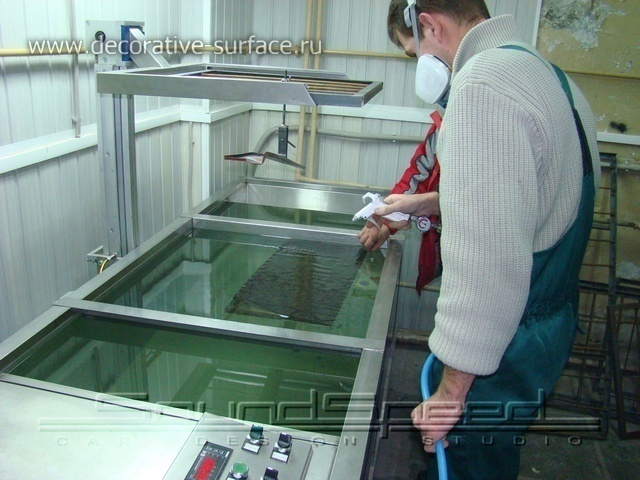 www.decorative-surface.ru
SoundSpeed
CAR DESIGN STUDIO